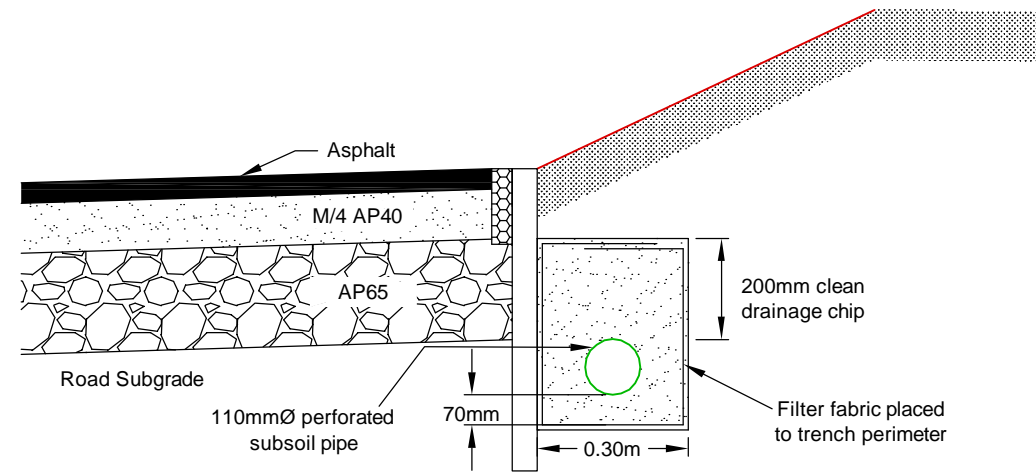 Asphalt
M/4 AP40
AP65
200mm clean
drainage chip
Road Subgrade
110mmØ perforated
subsoil pipe
70mm
0.30m
Filter fabric placed
to trench perimeter